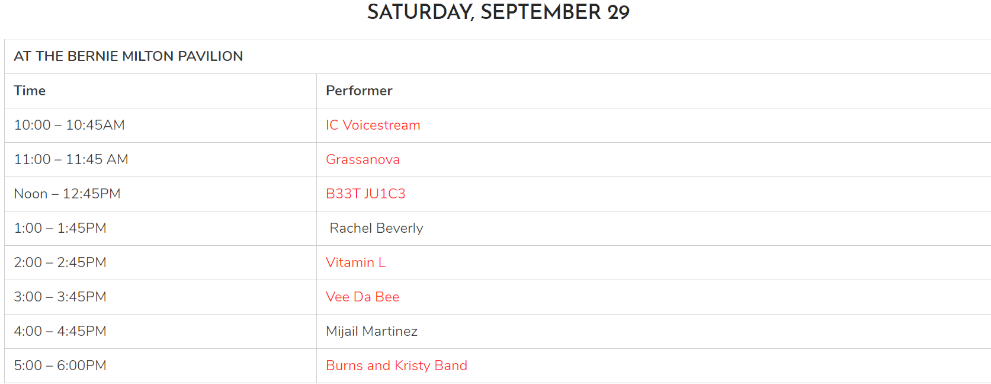 SATURDAY, SEPTEMBER 29
AT THE BERNIE MILTON PAVILION
Time Performer
10:00 – 10:45AM IC Voicestream
11:00 – 11:45 AM Grassanova
Noon – 12:45PM B33T JU1C3
1:00 – 1:45PM Rachel Beverly
2:00 – 2:45PM Vitamin L
3:00 – 3:45PM Vee Da Bee
4:00 – 4:45PM Mijail Martinez
5:00 – 6:00PM Burns and Kristy Band